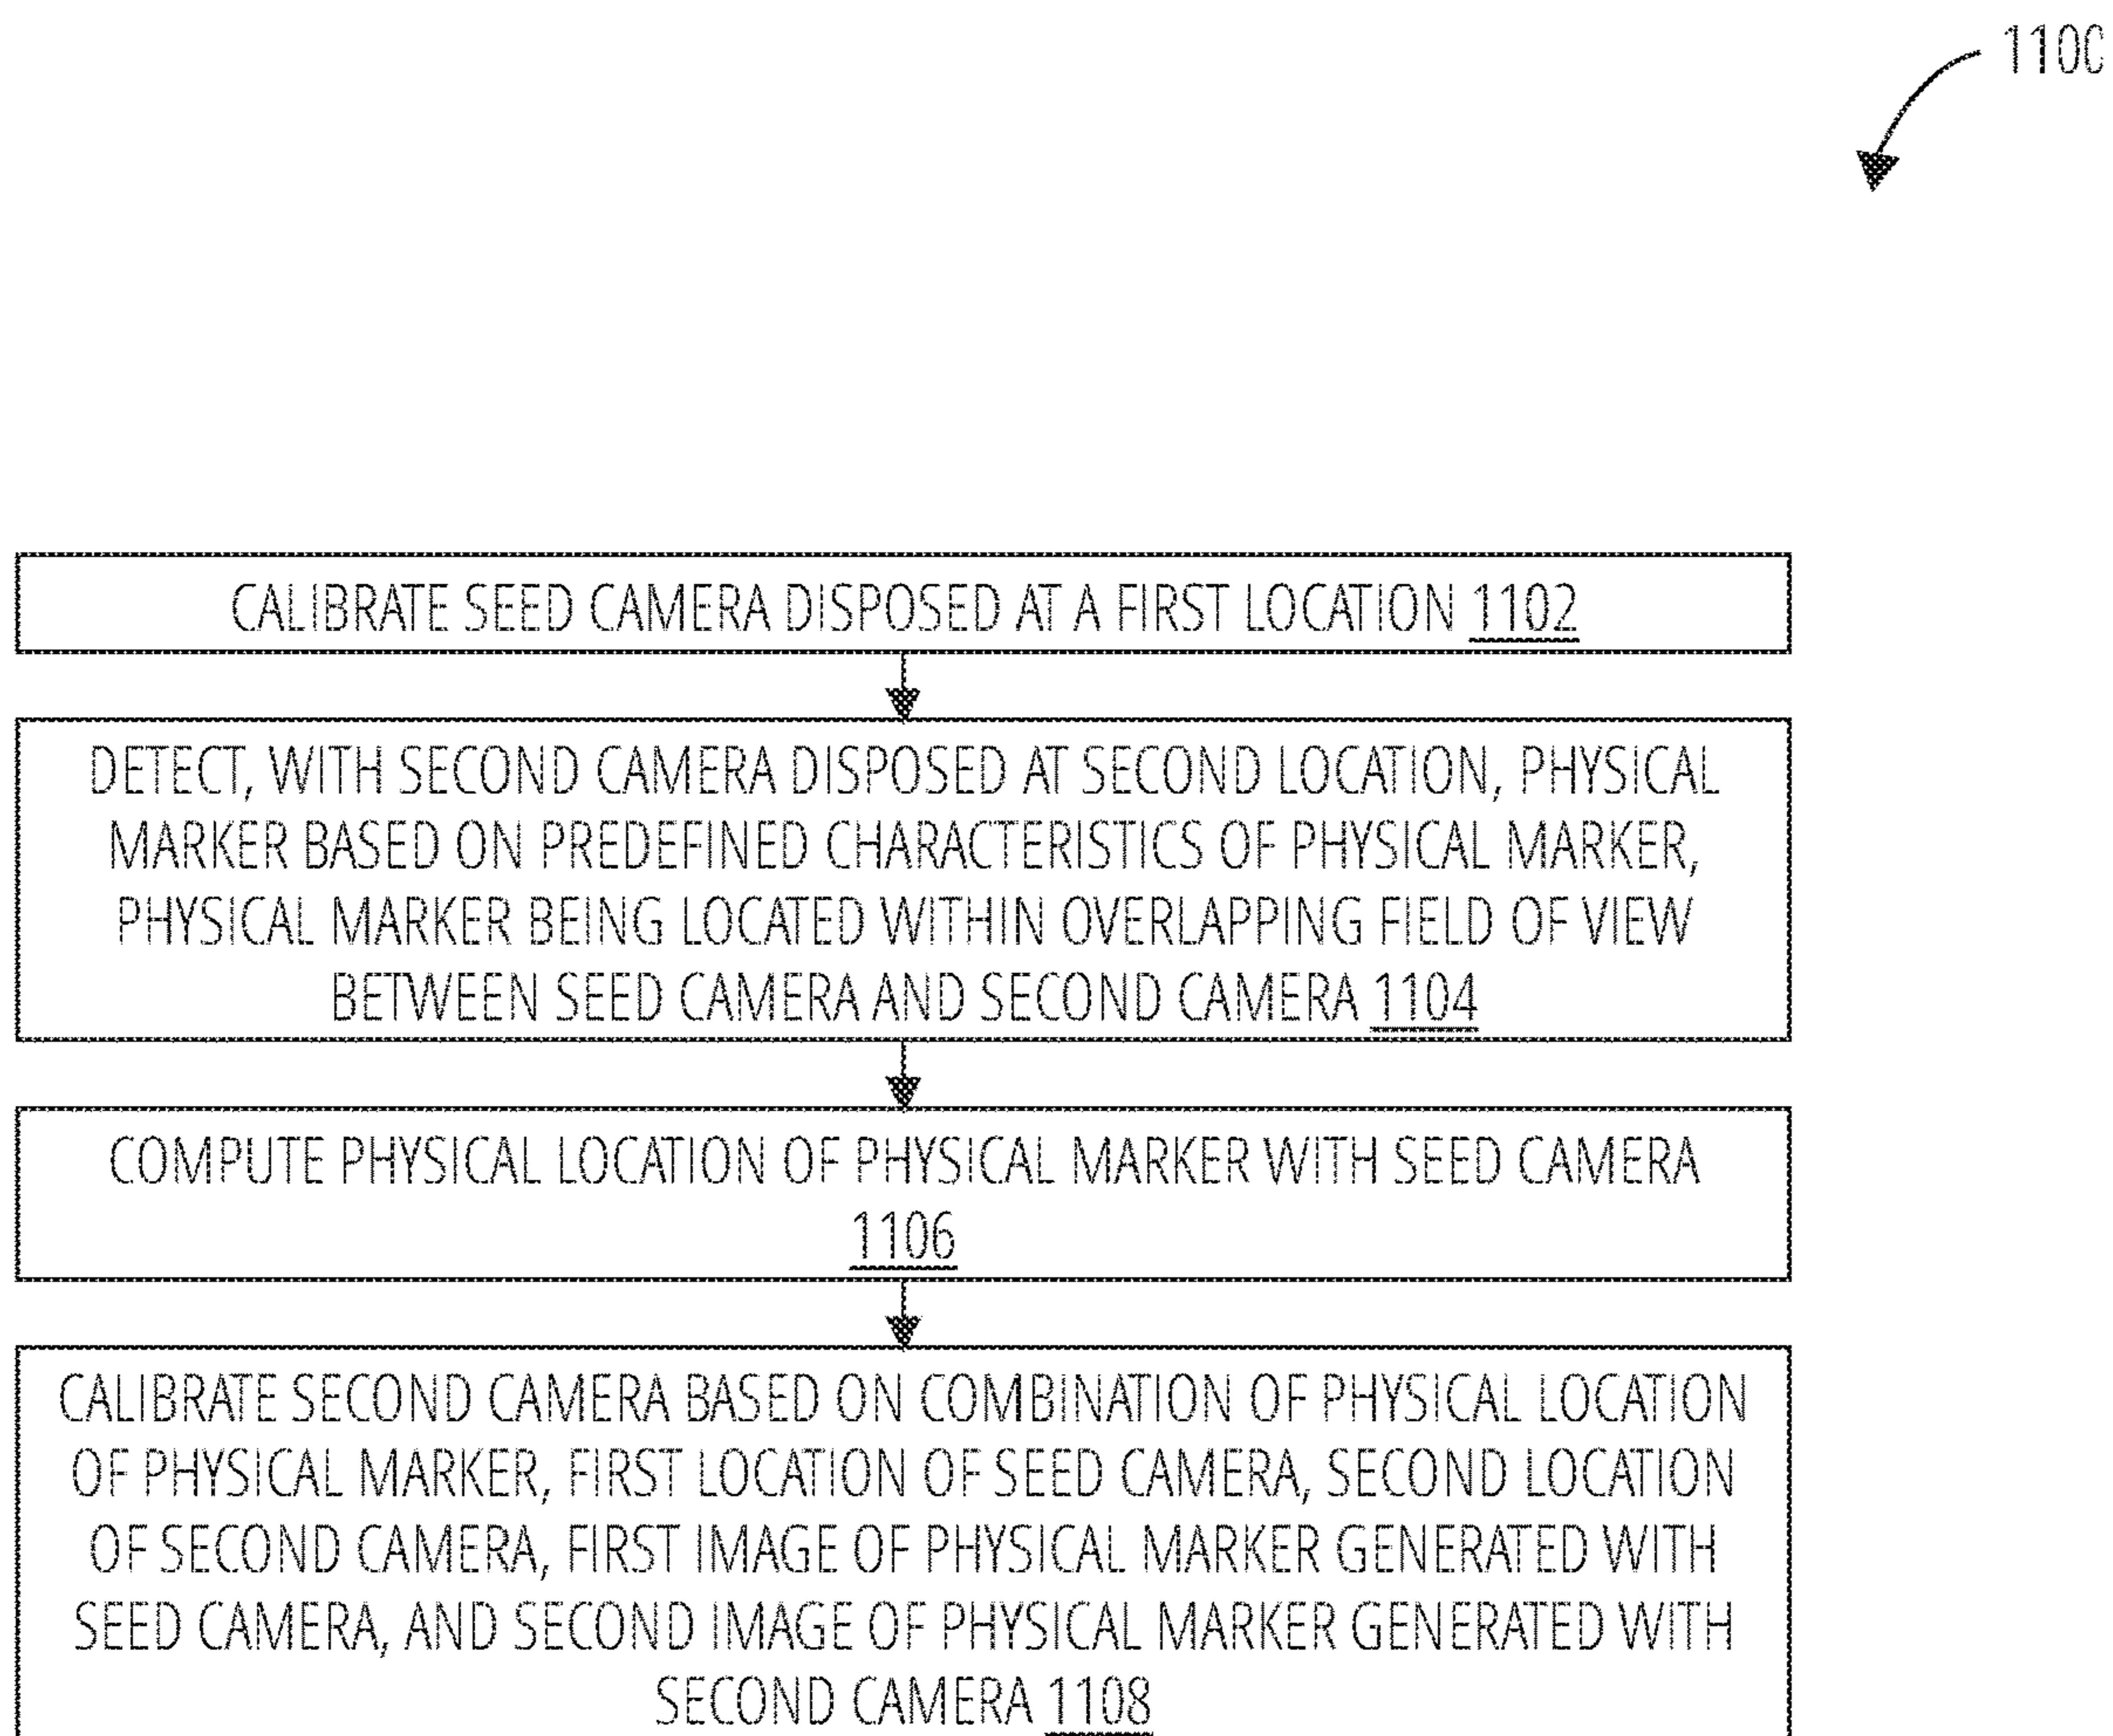 1100
CALIBRATE SEED CAMERA DISPOSED AT A FIRST LOCATION 1102
DETECT, WITH SECOND CAMERA DISPOSED AT SECOND LOCATION, PHYSICAL
MARKER BASED ON PREDEFINED CHARACTERISTICS OF PHYSICAL MARKER,
PHYSICAL MARKER BEING LOCATED WITHIN OVERLAPPING FIELD OF VIEW
BETWEEN SEED CAMERA AND SECOND CAMERA 1104
COMPUTE PHYSICAL LOCATION OF PHYSICAL MARKER WITH SEED CAMERA
1106
CALIBRATE SECOND CAMERA BASED ON COMBINATION OF PHYSICAL LOCATION
OF PHYSICAL MARKER, FIRST LOCATION OF SEED CAMERA, SECOND LOCATION
OF SECOND CAMERA, FIRST IMAGE OF PHYSICAL MARKER GENERATED WITH
SEED CAMERA, AND SECOND IMAGE OF PHYSICAL MARKER GENERATED WITH
SECOND CAMERA 1108